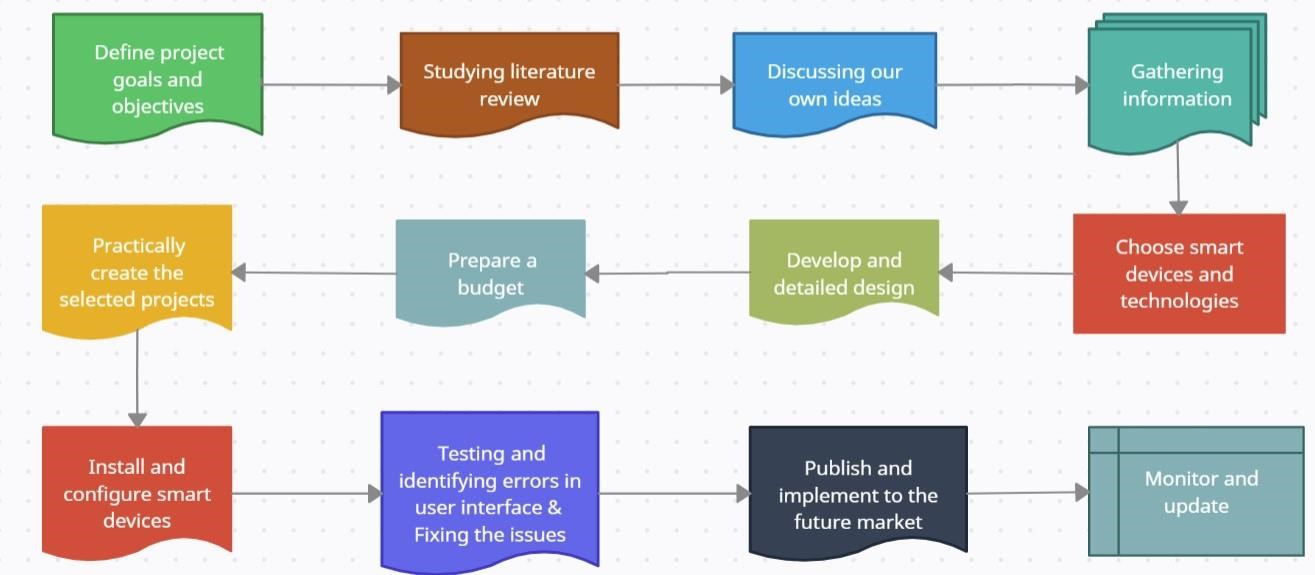 Define project
goals and
objectives
Studying literature
review
Discussing our
own ideas
Gathering
information
Choose smart
devices and
technologies
Develop and
detailed design
Prepare a
budget
Practically
create the
selected projects
Install and
configure smart
devices
Testing and
identifying errors in
user interface &
Fixing the issues
Publish and
implement to the
future market
Monitor and
update